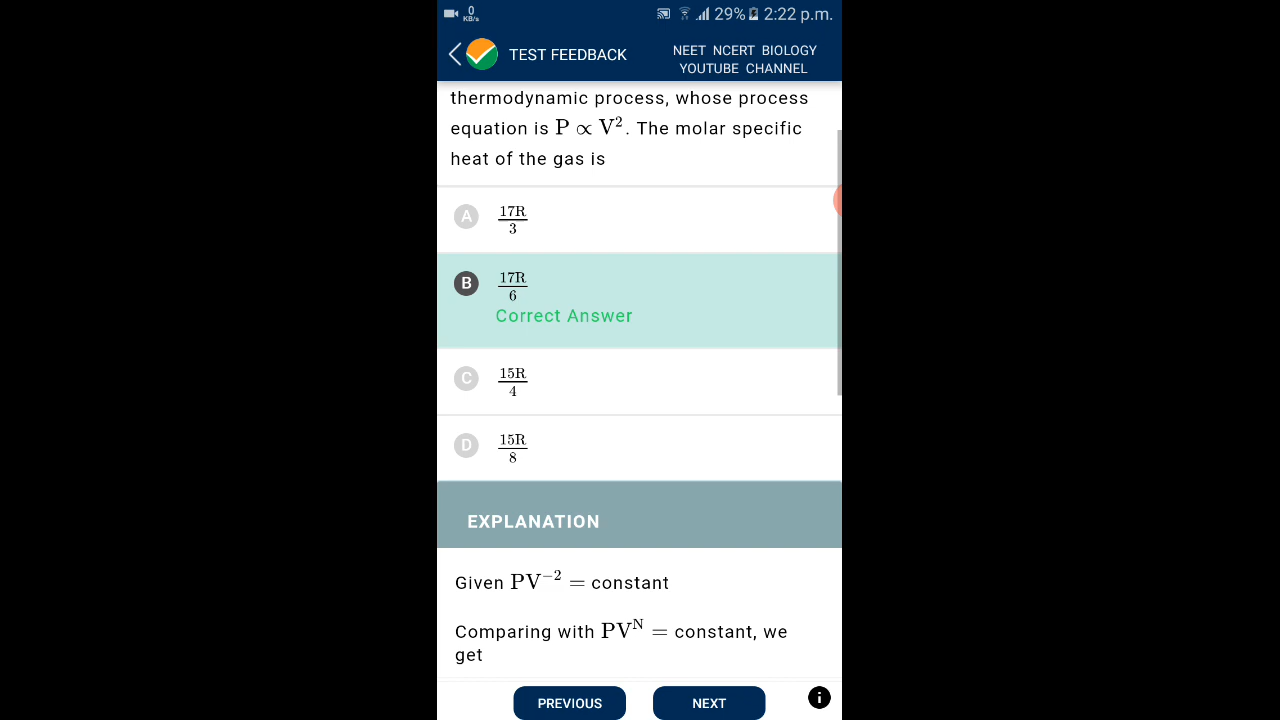 0
KB/s
29% 2:22 p.m.
TEST FEEDBACK
NEET NCERT BIOLOGY
YOUTUBE CHANNEL
thermodynamic process, whose process
equation is P ∝ V². The molar specific
heat of the gas is
A 17R/3
B 17R/6
Correct Answer
C 15R/4
D 15R/8
EXPLANATION
Given PV⁻² = constant
Comparing with PVᴺ = constant, we
get
PREVIOUS NEXT i